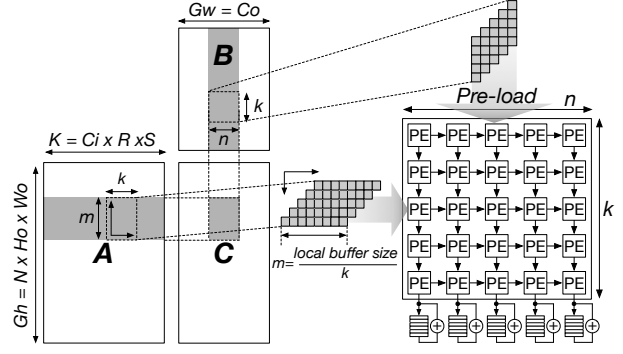 Gw = Co
B
k
n
Pre-load
n
K = Ci x R xS
k
m
A
C
Gh = N x Ho x Wo
m= local buffer size
k
PE PE PE PE PE
PE PE PE PE PE
PE PE PE PE PE
PE PE PE PE PE
PE PE PE PE PE
k
+ + + + +